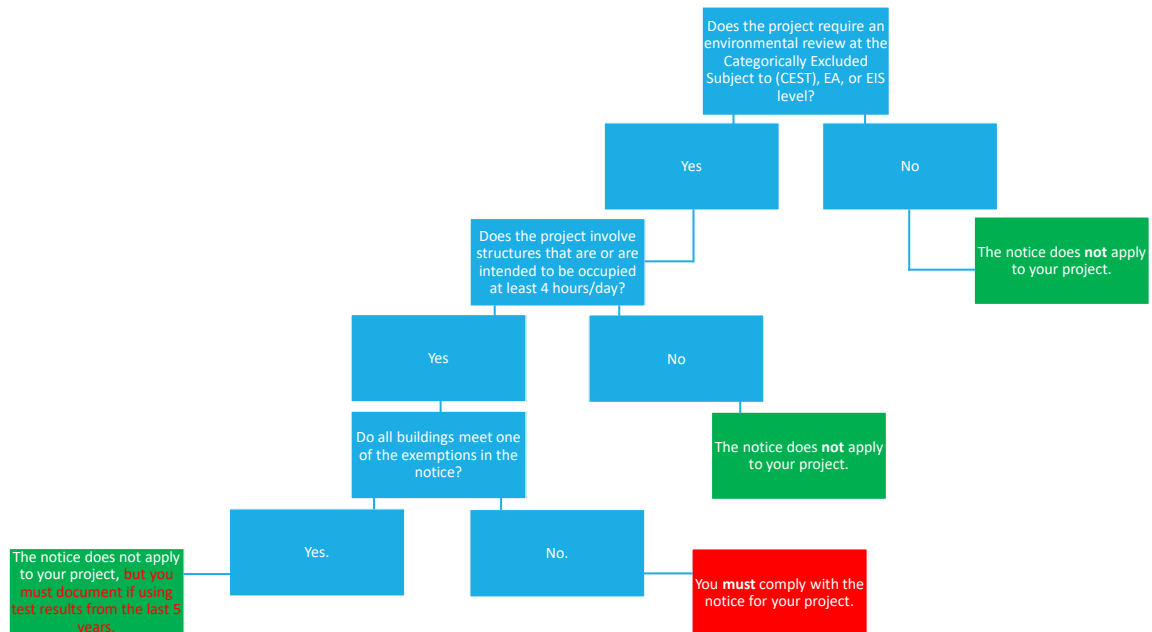 Does the project require an
environmental review at the
Categorically Excluded
Subject to (CEST), EA, or EIS
level?
Yes
No
Does the project involve
structures that are or are
intended to be occupied
at least 4 hours/day?
The notice does not apply
to your project.
Yes
No
Do all buildings meet one
of the exemptions in the
notice?
The notice does not apply
to your project.
Yes.
No.
The notice does not apply
to your project, but you
must document if using
test results from the last 5
years.
You must comply with the
notice for your project.